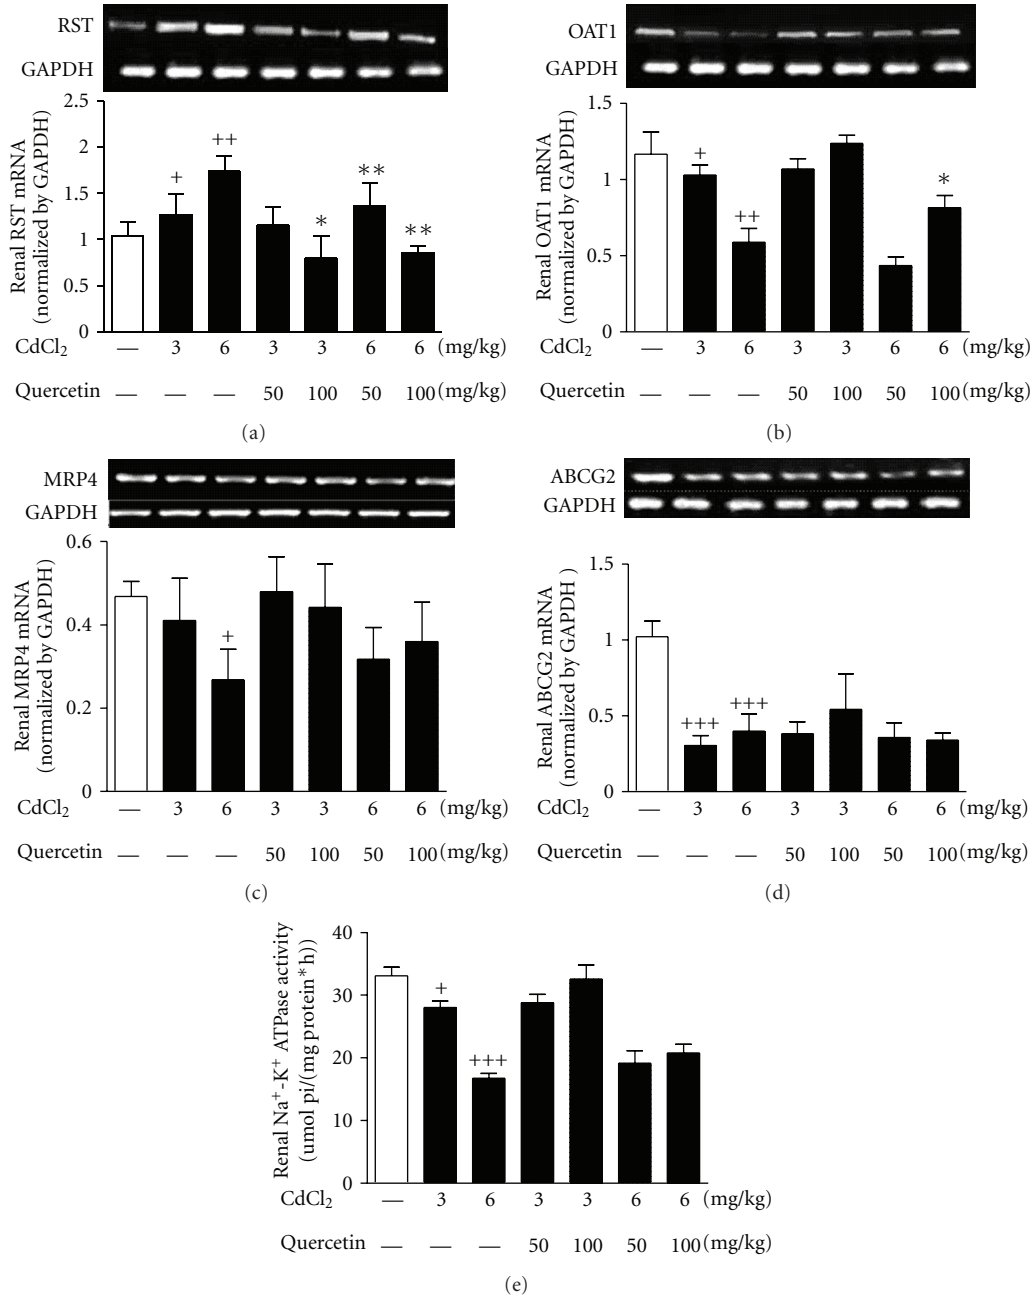 RST
GAPDH
Renal RST mRNA
(normalized by GAPDH)
2.5
++
2
**
+
1.5
*
**
1
0.5
0
CdCl2 — 3 6 3 3 6 6 (mg/kg)
Quercetin — — — 50 100 50 100 (mg/kg)
(a)
OAT1
GAPDH
Renal OAT1 mRNA
(normalized by GAPDH)
1.5
+
1
*
++
0.5
0
CdCl2 — 3 6 3 3 6 6 (mg/kg)
Quercetin — — — 50 100 50 100 (mg/kg)
(b)
MRP4
GAPDH
Renal MRP4 mRNA
(normalized by GAPDH)
0.6
0.4
+
0.2
0
CdCl2 — 3 6 3 3 6 6 (mg/kg)
Quercetin — — — 50 100 50 100 (mg/kg)
(c)
ABCG2
GAPDH
Renal ABCG2 mRNA
(normalized by GAPDH )
1.5
1
+++ +++
0.5
0
CdCl2 — 3 6 3 3 6 6 (mg/kg)
Quercetin — — — 50 100 50 100 (mg/kg)
(d)
Renal Na+-K+ ATPase activity
(umol pi/(mg protein*h))
40
30
+
20
+++
10
0
CdCl2 — 3 6 3 3 6 6 (mg/kg)
Quercetin — — — 50 100 50 100 (mg/kg)
(e)